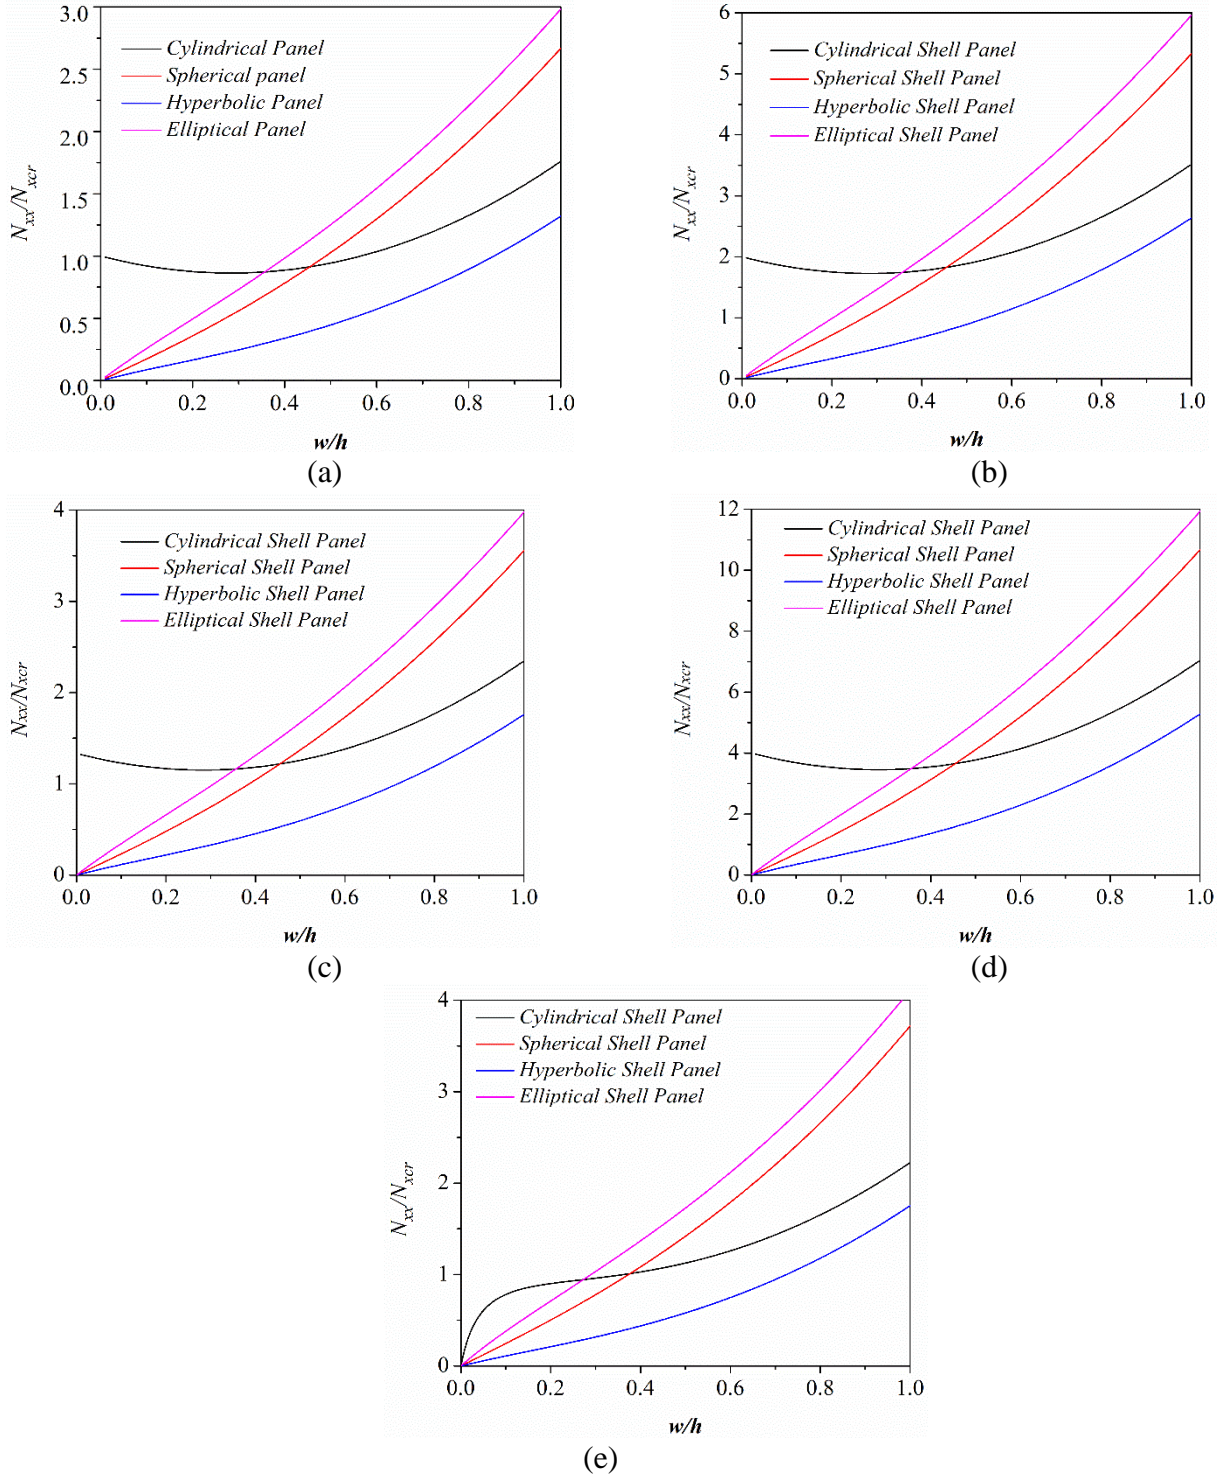 3.0
2.5
2.0
1.5
1.0
0.5
0.0
N_xx/N_xcr
Cylindrical Panel
Spherical panel
Hyperbolic Panel
Elliptical Panel
0.0 0.2 0.4 0.6 0.8 1.0
w/h
(a)
6
5
4
3
2
1
0
N_xx/N_xcr
Cylindrical Shell Panel
Spherical Shell Panel
Hyperbolic Shell Panel
Elliptical Shell Panel
0.0 0.2 0.4 0.6 0.8 1.0
w/h
(b)
4
3
2
1
0
Nxx/Nxcr
Cylindrical Shell Panel
Spherical Shell Panel
Hyperbolic Shell Panel
Elliptical Shell Panel
0.0 0.2 0.4 0.6 0.8 1.0
w/h
(c)
12
10
8
6
4
2
0
Nxx/Nxcr
Cylindrical Shell Panel
Spherical Shell Panel
Hyperbolic Shell Panel
Elliptical Shell Panel
0.0 0.2 0.4 0.6 0.8 1.0
w/h
(d)
4
3
2
1
0
N_xx/N_xcr
Cylindrical Shell Panel
Spherical Shell Panel
Hyperbolic Shell Panel
Elliptical Shell Panel
0.0 0.2 0.4 0.6 0.8 1.0
w/h
(e)